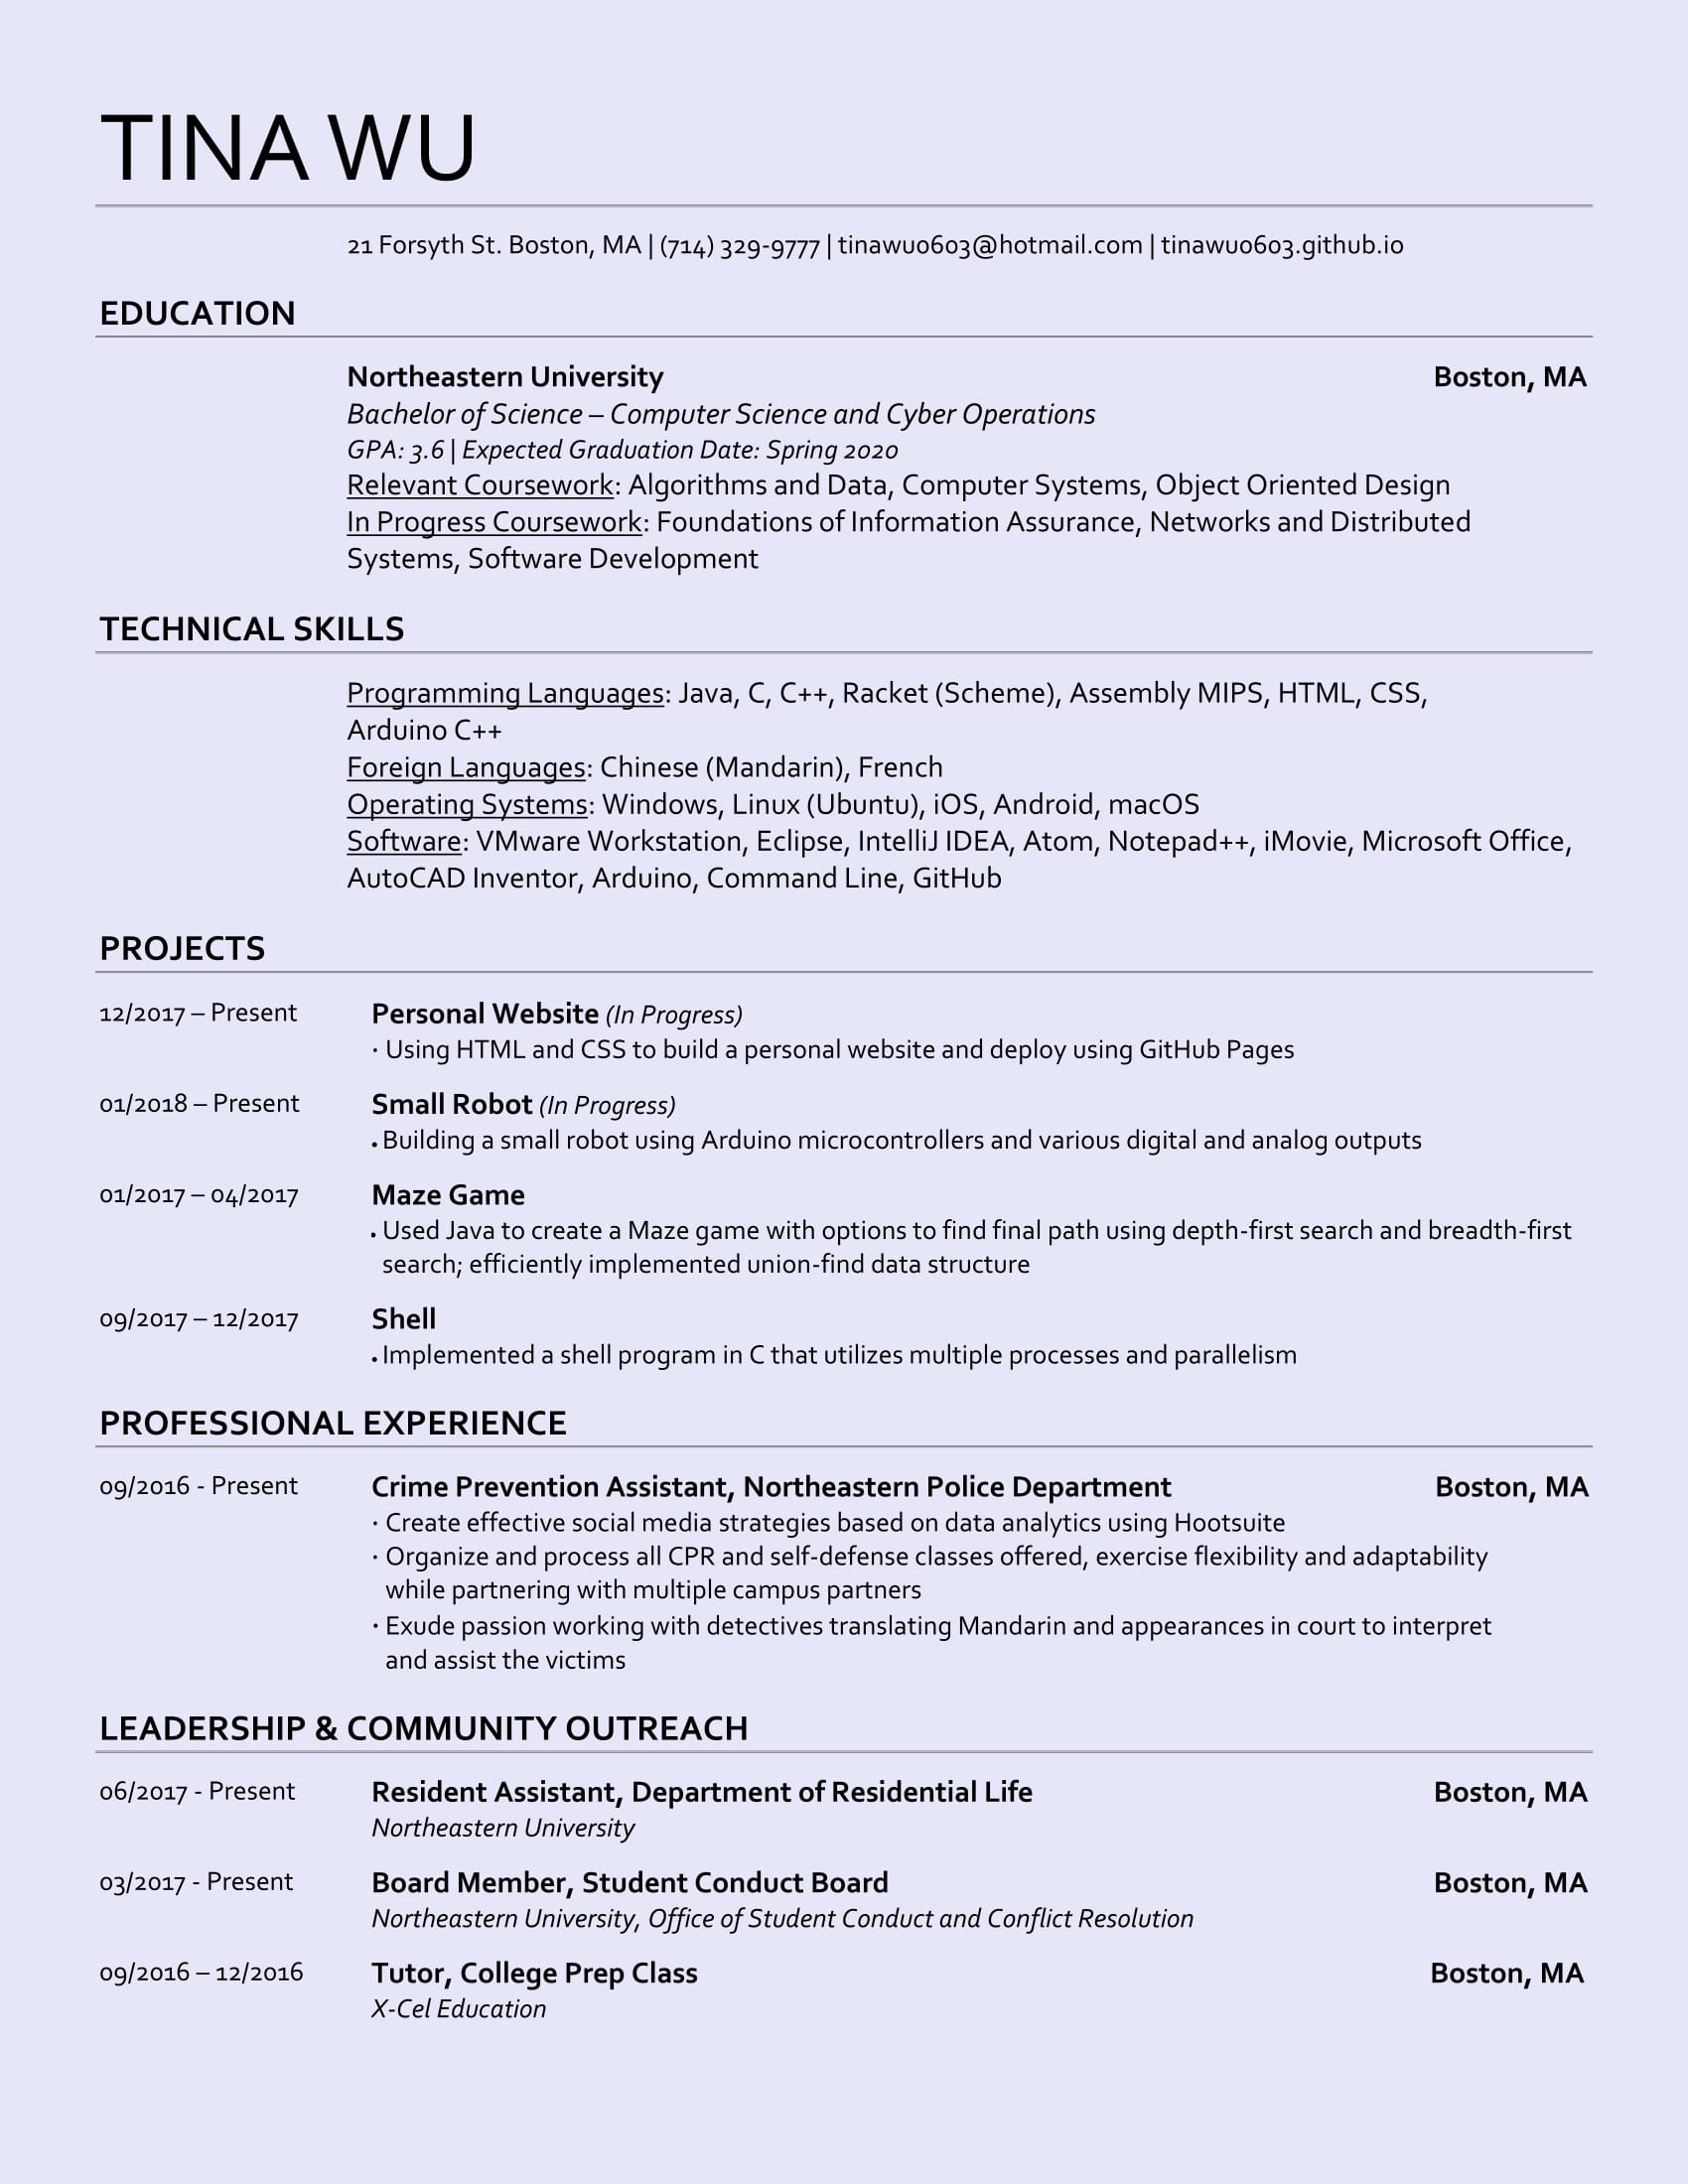 TINA WU
21 Forsyth St. Boston, MA | (714) 329-9777 | tinawu0603@hotmail.com | tinawu0603.github.io
EDUCATION
Northeastern University Boston, MA
Bachelor of Science – Computer Science and Cyber Operations
GPA: 3.6 | Expected Graduation Date: Spring 2020
Relevant Coursework: Algorithms and Data, Computer Systems, Object Oriented Design
In Progress Coursework: Foundations of Information Assurance, Networks and Distributed
Systems, Software Development
TECHNICAL SKILLS
Programming Languages: Java, C, C++, Racket (Scheme), Assembly MIPS, HTML, CSS,
Arduino C++
Foreign Languages: Chinese (Mandarin), French
Operating Systems: Windows, Linux (Ubuntu), iOS, Android, macOS
Software: VMware Workstation, Eclipse, IntelliJ IDEA, Atom, Notepad++, iMovie, Microsoft Office,
AutoCAD Inventor, Arduino, Command Line, GitHub
PROJECTS
12/2017 – Present Personal Website (In Progress)
· Using HTML and CSS to build a personal website and deploy using GitHub Pages
01/2018 – Present Small Robot (In Progress)
• Building a small robot using Arduino microcontrollers and various digital and analog outputs
01/2017 – 04/2017 Maze Game
• Used Java to create a Maze game with options to find final path using depth-first search and breadth-first
search; efficiently implemented union-find data structure
09/2017 – 12/2017 Shell
• Implemented a shell program in C that utilizes multiple processes and parallelism
PROFESSIONAL EXPERIENCE
09/2016 - Present Crime Prevention Assistant, Northeastern Police Department Boston, MA
· Create effective social media strategies based on data analytics using Hootsuite
· Organize and process all CPR and self-defense classes offered, exercise flexibility and adaptability
while partnering with multiple campus partners
· Exude passion working with detectives translating Mandarin and appearances in court to interpret
and assist the victims
LEADERSHIP & COMMUNITY OUTREACH
06/2017 - Present Resident Assistant, Department of Residential Life Boston, MA
Northeastern University
03/2017 - Present Board Member, Student Conduct Board Boston, MA
Northeastern University, Office of Student Conduct and Conflict Resolution
09/2016 – 12/2016 Tutor, College Prep Class Boston, MA
X-Cel Education